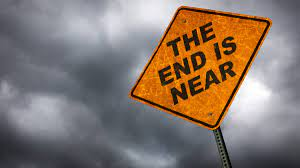 THE
END IS
NEAR